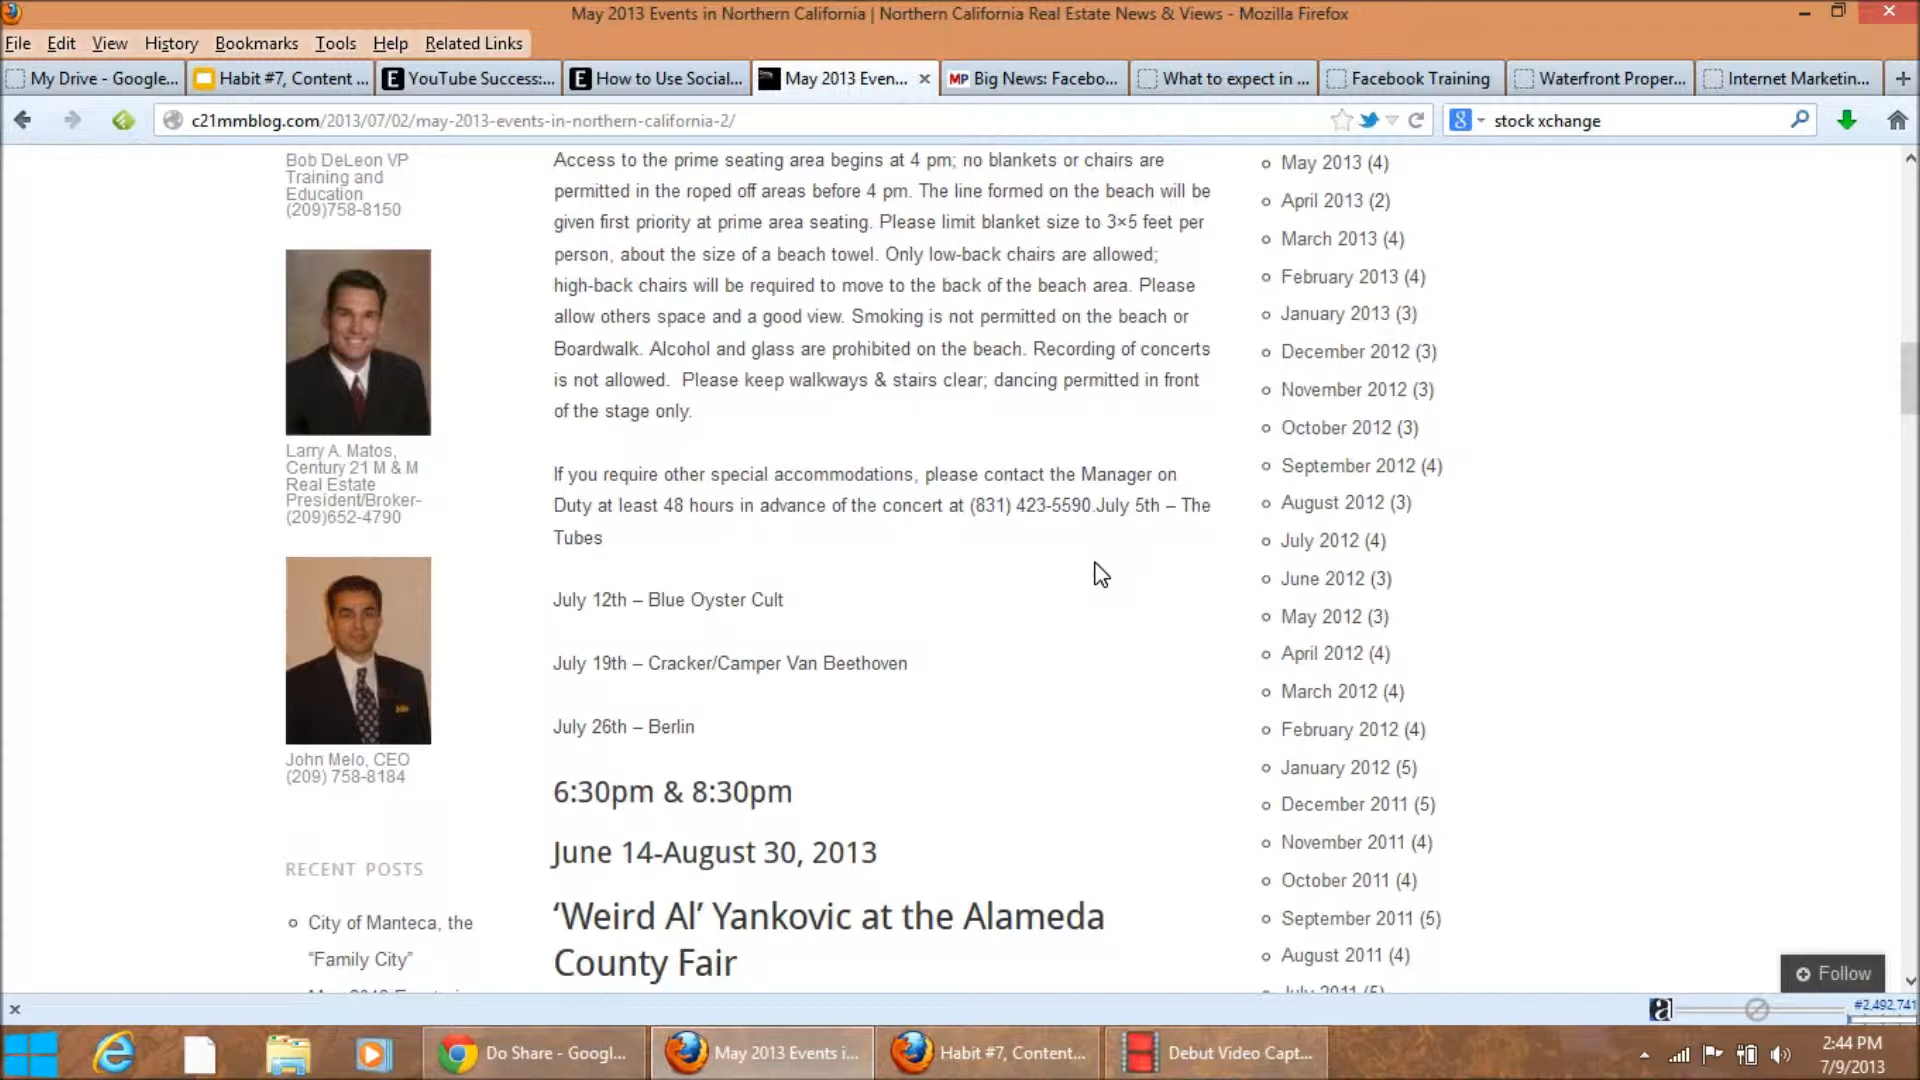 May 2013 Events in Northern California | Northern California Real Estate News & Views - Mozilla Firefox
File Edit View History Bookmarks Tools Help Related Links
My Drive - Google... Habit #7, Content ... YouTube Success:... How to Use Social... May 2013 Even... Big News: Facebo... What to expect in ... Facebook Training Waterfront Proper... Internet Marketin...
c21mmblog.com/2013/07/02/may-2013-events-in-northern-california-2/ stock xchange
Bob DeLeon VP
Training and
Education
(209)758-8150
Larry A. Matos,
Century 21 M & M
Real Estate
President/Broker-
(209)652-4790
John Melo, CEO
(209) 758-8184
RECENT POSTS
City of Manteca, the
“Family City”
Access to the prime seating area begins at 4 pm; no blankets or chairs are
permitted in the roped off areas before 4 pm. The line formed on the beach will be
given first priority at prime area seating. Please limit blanket size to 3×5 feet per
person, about the size of a beach towel. Only low-back chairs are allowed;
high-back chairs will be required to move to the back of the beach area. Please
allow others space and a good view. Smoking is not permitted on the beach or
Boardwalk. Alcohol and glass are prohibited on the beach. Recording of concerts
is not allowed.  Please keep walkways & stairs clear; dancing permitted in front
of the stage only.
If you require other special accommodations, please contact the Manager on
Duty at least 48 hours in advance of the concert at (831) 423-5590.July 5th – The
Tubes
July 12th – Blue Oyster Cult
July 19th – Cracker/Camper Van Beethoven
July 26th – Berlin
6:30pm & 8:30pm
June 14-August 30, 2013
‘Weird Al’ Yankovic at the Alameda
County Fair
May 2013 (4)
April 2013 (2)
March 2013 (4)
February 2013 (4)
January 2013 (3)
December 2012 (3)
November 2012 (3)
October 2012 (3)
September 2012 (4)
August 2012 (3)
July 2012 (4)
June 2012 (3)
May 2012 (3)
April 2012 (4)
March 2012 (4)
February 2012 (4)
January 2012 (5)
December 2011 (5)
November 2011 (4)
October 2011 (4)
September 2011 (5)
August 2011 (4)
July 2011 (5)
Follow
#2,492,741
Do Share - Googl... May 2013 Events i... Habit #7, Content... Debut Video Capt...
2:44 PM
7/9/2013